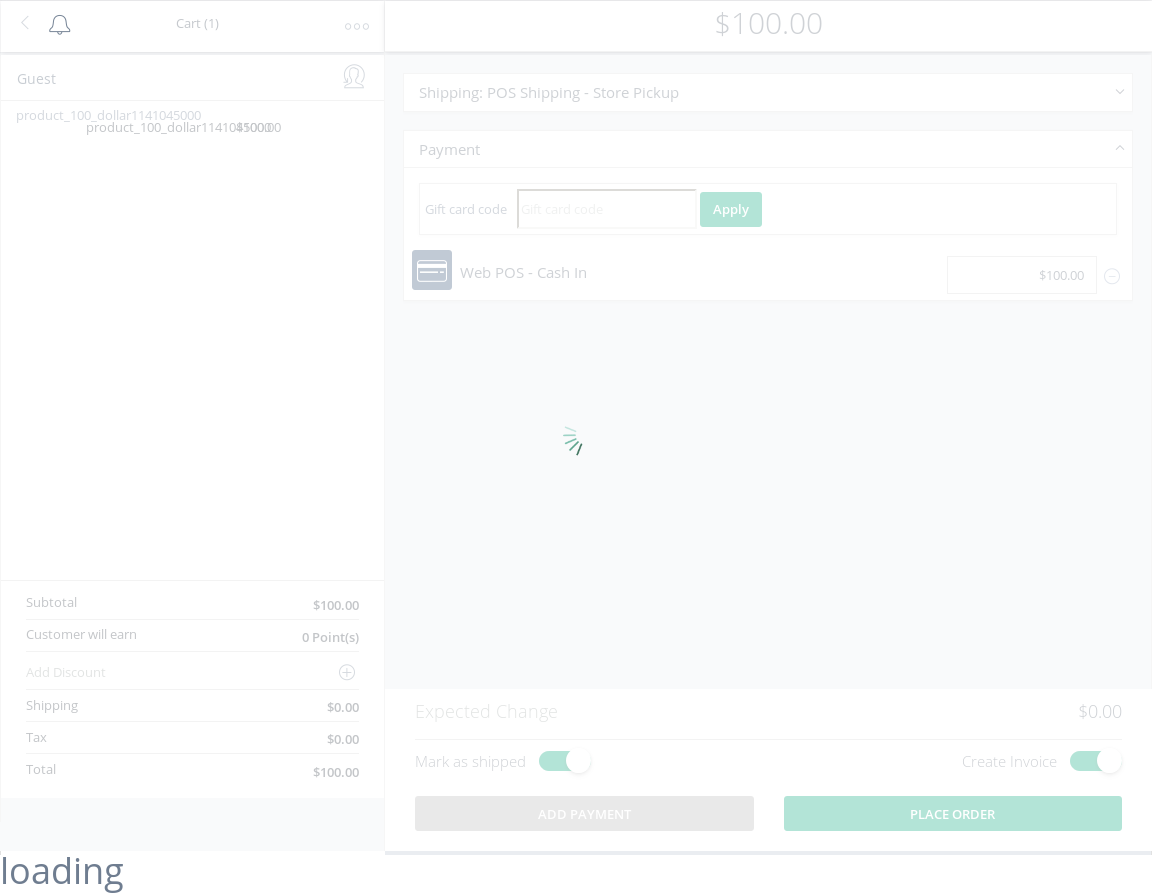 Cart (1)
$100.00
Guest
product_100_dollar1141045000
product_100_dollar1141045000
$100.00
Subtotal
$100.00
Customer will earn
0 Point(s)
Add Discount
Shipping
$0.00
Tax
$0.00
Total
$100.00
Shipping: POS Shipping - Store Pickup
Payment
Gift card code Gift card code Apply
Web POS - Cash In
$100.00
Expected Change
$0.00
Mark as shipped
Create Invoice
ADD PAYMENT
PLACE ORDER
loading